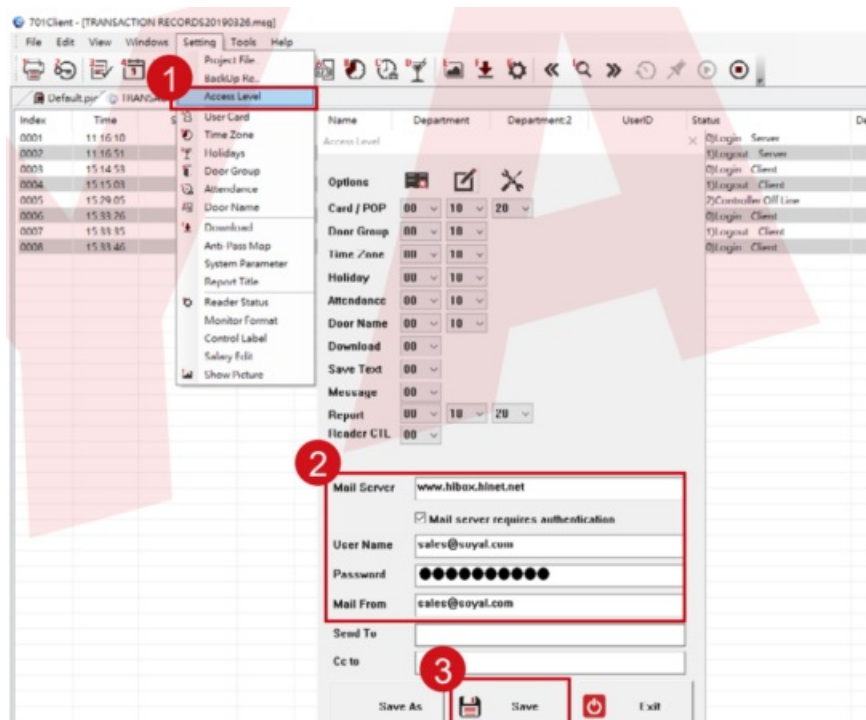 701Client - [TRANSACTION RECORDS20190326.msg]
File Edit View Windows Setting Tools Help
1
Project File..
BackUp Re..
Access Level
User Card
Time Zone
Holidays
Door Group
Attendance
Door Name
Download
Anti-Pass Map
System Parameter
Report Title
Reader Status
Monitor Format
Control Label
Salary Edit
Show Picture
Index Time Name Department Department2 UserID Status
0001 11:16:10 0)Login Server
0002 11:16:51 1)Logout Server
0003 15:14:53 0)Login Client
0004 15:15:03 1)Logout Client
0005 15:29:05 2)Controller Off Line
0006 15:33:26 0)Login Client
0007 15:33:35 1)Logout Client
0008 15:33:46 0)Login Client
Access Level
Options
Card / POP 00 10 20
Door Group 00 10
Time Zone 00 10
Holiday 00 10
Attendance 00 10
Door Name 00 10
Download 00
Save Text 00
Message 00
Report 00 10 20
Reader CTL 00
2
Mail Server www.hibox.hinet.net
Mail server requires authentication
User Name sales@soyal.com
Password
Mail From sales@soyal.com
Send To
Cc to
3
Save As Save Exit